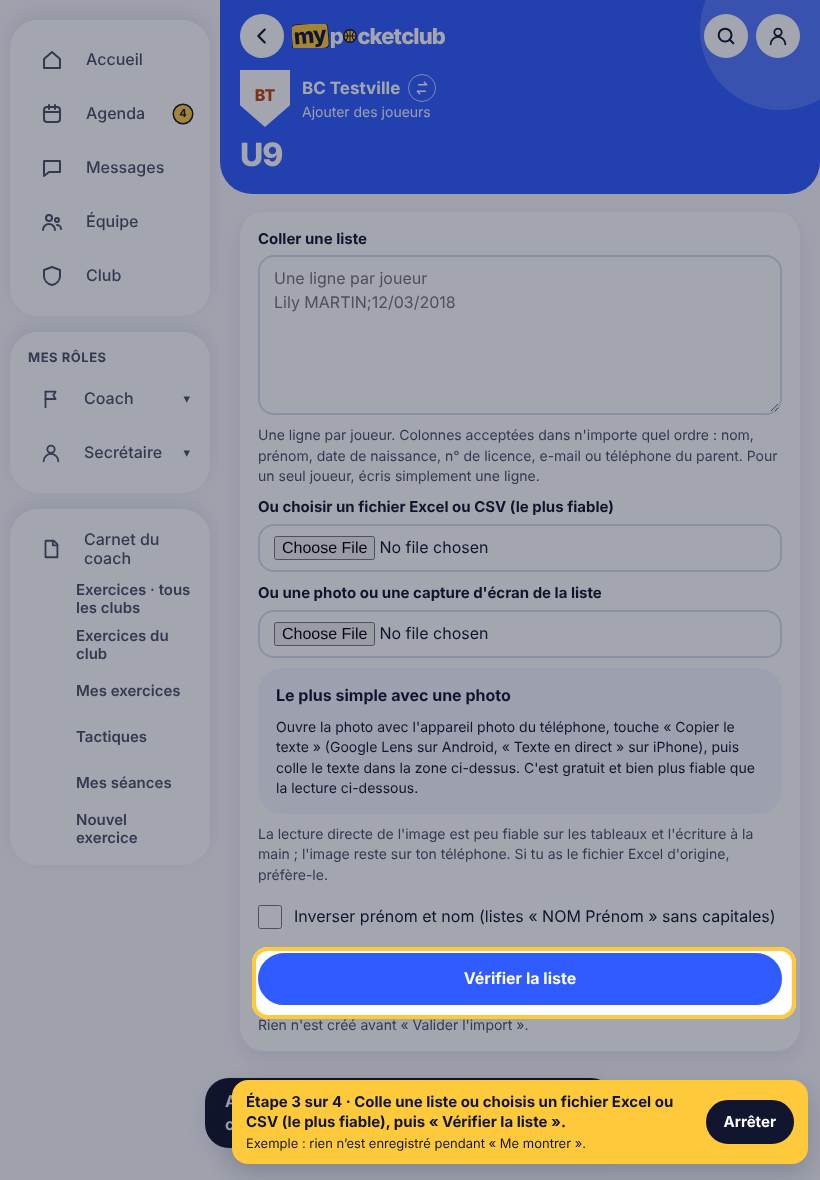 Accueil
Agenda
4
Messages
Équipe
Club
MES RÔLES
Coach
Secrétaire
Carnet du
coach
Exercices · tous
les clubs
Exercices du
club
Mes exercices
Tactiques
Mes séances
Nouvel
exercice
my pocketclub
BT
BC Testville
Ajouter des joueurs
U9
Coller une liste
Une ligne par joueur
Lily MARTIN;12/03/2018
Une ligne par joueur. Colonnes acceptées dans n'importe quel ordre : nom,
prénom, date de naissance, n° de licence, e-mail ou téléphone du parent. Pour
un seul joueur, écris simplement une ligne.
Ou choisir un fichier Excel ou CSV (le plus fiable)
Choose File No file chosen
Ou une photo ou une capture d'écran de la liste
Choose File No file chosen
Le plus simple avec une photo
Ouvre la photo avec l'appareil photo du téléphone, touche « Copier le
texte » (Google Lens sur Android, « Texte en direct » sur iPhone), puis
colle le texte dans la zone ci-dessus. C'est gratuit et bien plus fiable que
la lecture ci-dessous.
La lecture directe de l'image est peu fiable sur les tableaux et l'écriture à la
main ; l'image reste sur ton téléphone. Si tu as le fichier Excel d'origine,
préfère-le.
Inverser prénom et nom (listes « NOM Prénom » sans capitales)
Vérifier la liste
Rien n'est créé avant « Valider l'import ».
Étape 3 sur 4 · Colle une liste ou choisis un fichier Excel ou
CSV (le plus fiable), puis « Vérifier la liste ».
Exemple : rien n’est enregistré pendant « Me montrer ».
Arrêter